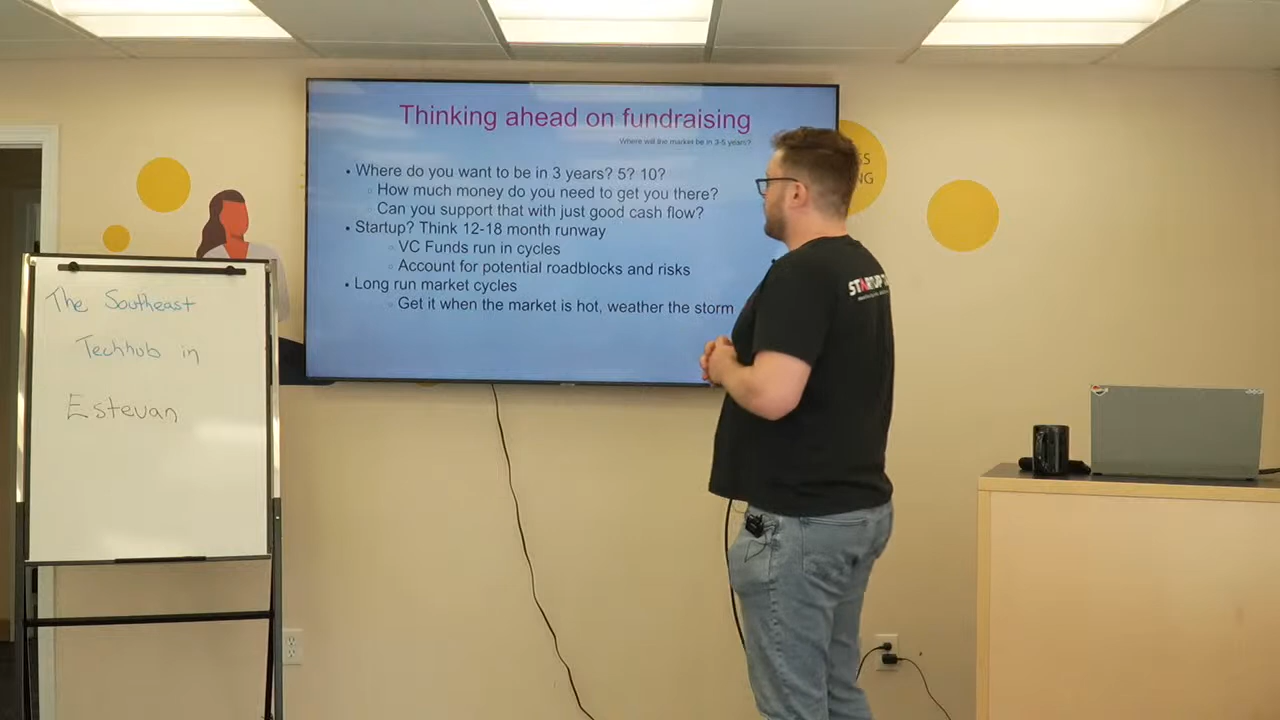 Thinking ahead on fundraising
Where will the market be in 3-5 years?
• Where do you want to be in 3 years? 5? 10?
○ How much money do you need to get you there?
○ Can you support that with just good cash flow?
• Startup? Think 12-18 month runway
○ VC Funds run in cycles
○ Account for potential roadblocks and risks
• Long run market cycles
○ Get it when the market is hot, weather the storm
The Southeast
Techhub in
Estevan